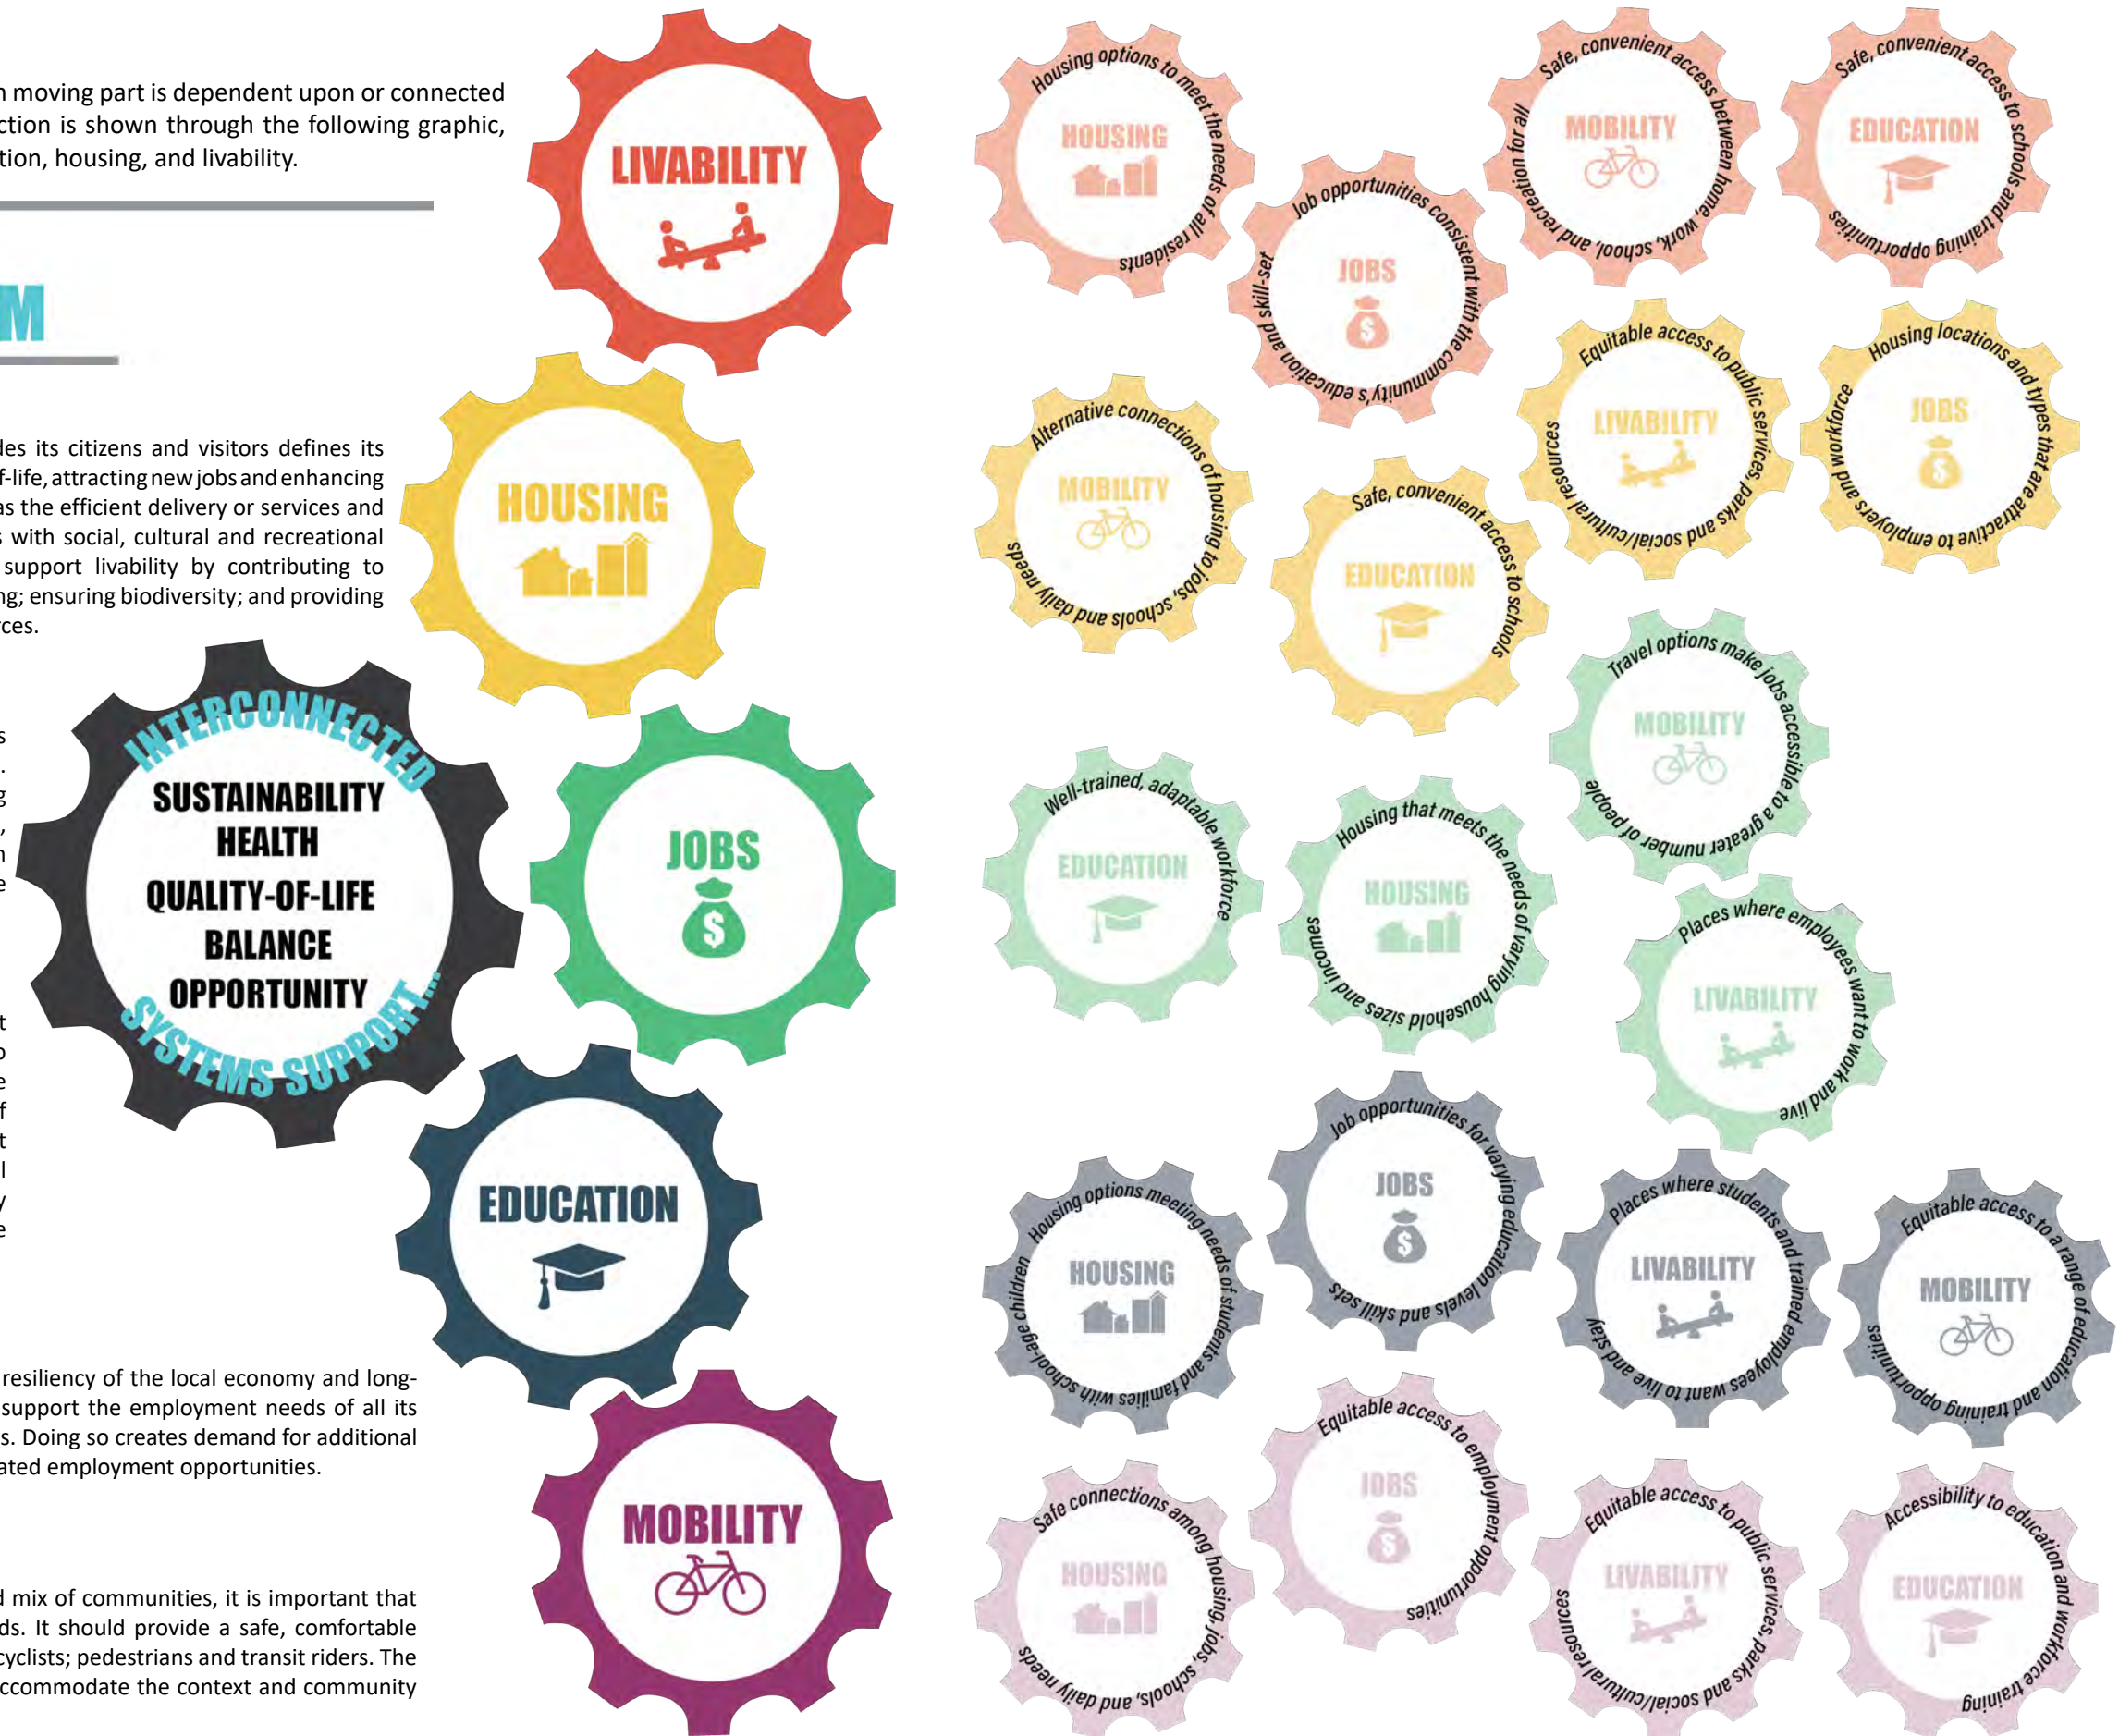 n moving part is dependent upon or connected
ction is shown through the following graphic,
tion, housing, and livability.
M
des its citizens and visitors defines its
f-life, attracting new jobs and enhancing
as the efficient delivery or services and
s with social, cultural and recreational
support livability by contributing to
ng; ensuring biodiversity; and providing
rces.
s
.
g
,
n
e
t
o
e
f
t
l
y
e
resiliency of the local economy and long-
support the employment needs of all its
s. Doing so creates demand for additional
ated employment opportunities.
d mix of communities, it is important that
ds. It should provide a safe, comfortable
cyclists; pedestrians and transit riders. The
accommodate the context and community
INTERCONNECTED
SUSTAINABILITY
HEALTH
QUALITY-OF-LIFE
BALANCE
OPPORTUNITY
SYSTEMS SUPPORT...
LIVABILITY
HOUSING
JOBS
$
EDUCATION
MOBILITY
Housing options to meet the needs of all residents
HOUSING
Job opportunities consistent with the community's education and skill-set
JOBS
$
Safe, convenient access between home, work, school, and recreation for all
MOBILITY
Safe, convenient access to schools and training opportunities
EDUCATION
Alternative connections of housing to jobs, schools and daily needs
MOBILITY
Safe, convenient access to schools
EDUCATION
Equitable access to public services, parks and social/cultural resources
LIVABILITY
Housing locations and types that are attractive to employers and workforce
JOBS
$
Well-trained, adaptable workforce
EDUCATION
Housing that meets the needs of varying household sizes and incomes
HOUSING
Travel options make jobs accessible to a greater number of people
MOBILITY
Places where employees want to work and live
LIVABILITY
Housing options meeting needs of students and families with school-age children
HOUSING
Job opportunities for varying education levels and skill sets
JOBS
$
Places where students and trained employees want to live and stay
LIVABILITY
Equitable access to a range of education and training opportunities
MOBILITY
Safe connections among housing, jobs, schools, and daily needs
HOUSING
Equitable access to employment opportunities
JOBS
$
Equitable access to public services, parks and social/cultural resources
LIVABILITY
Accessibility to education and workforce training
EDUCATION